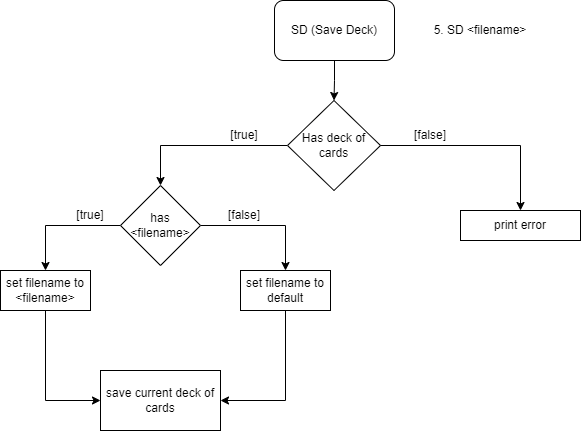 SD (Save Deck)
5. SD <filename>
[true]
Has deck of
cards
[false]
[true]
has
<filename>
[false]
print error
set filename to
<filename>
set filename to
default
save current deck of
cards